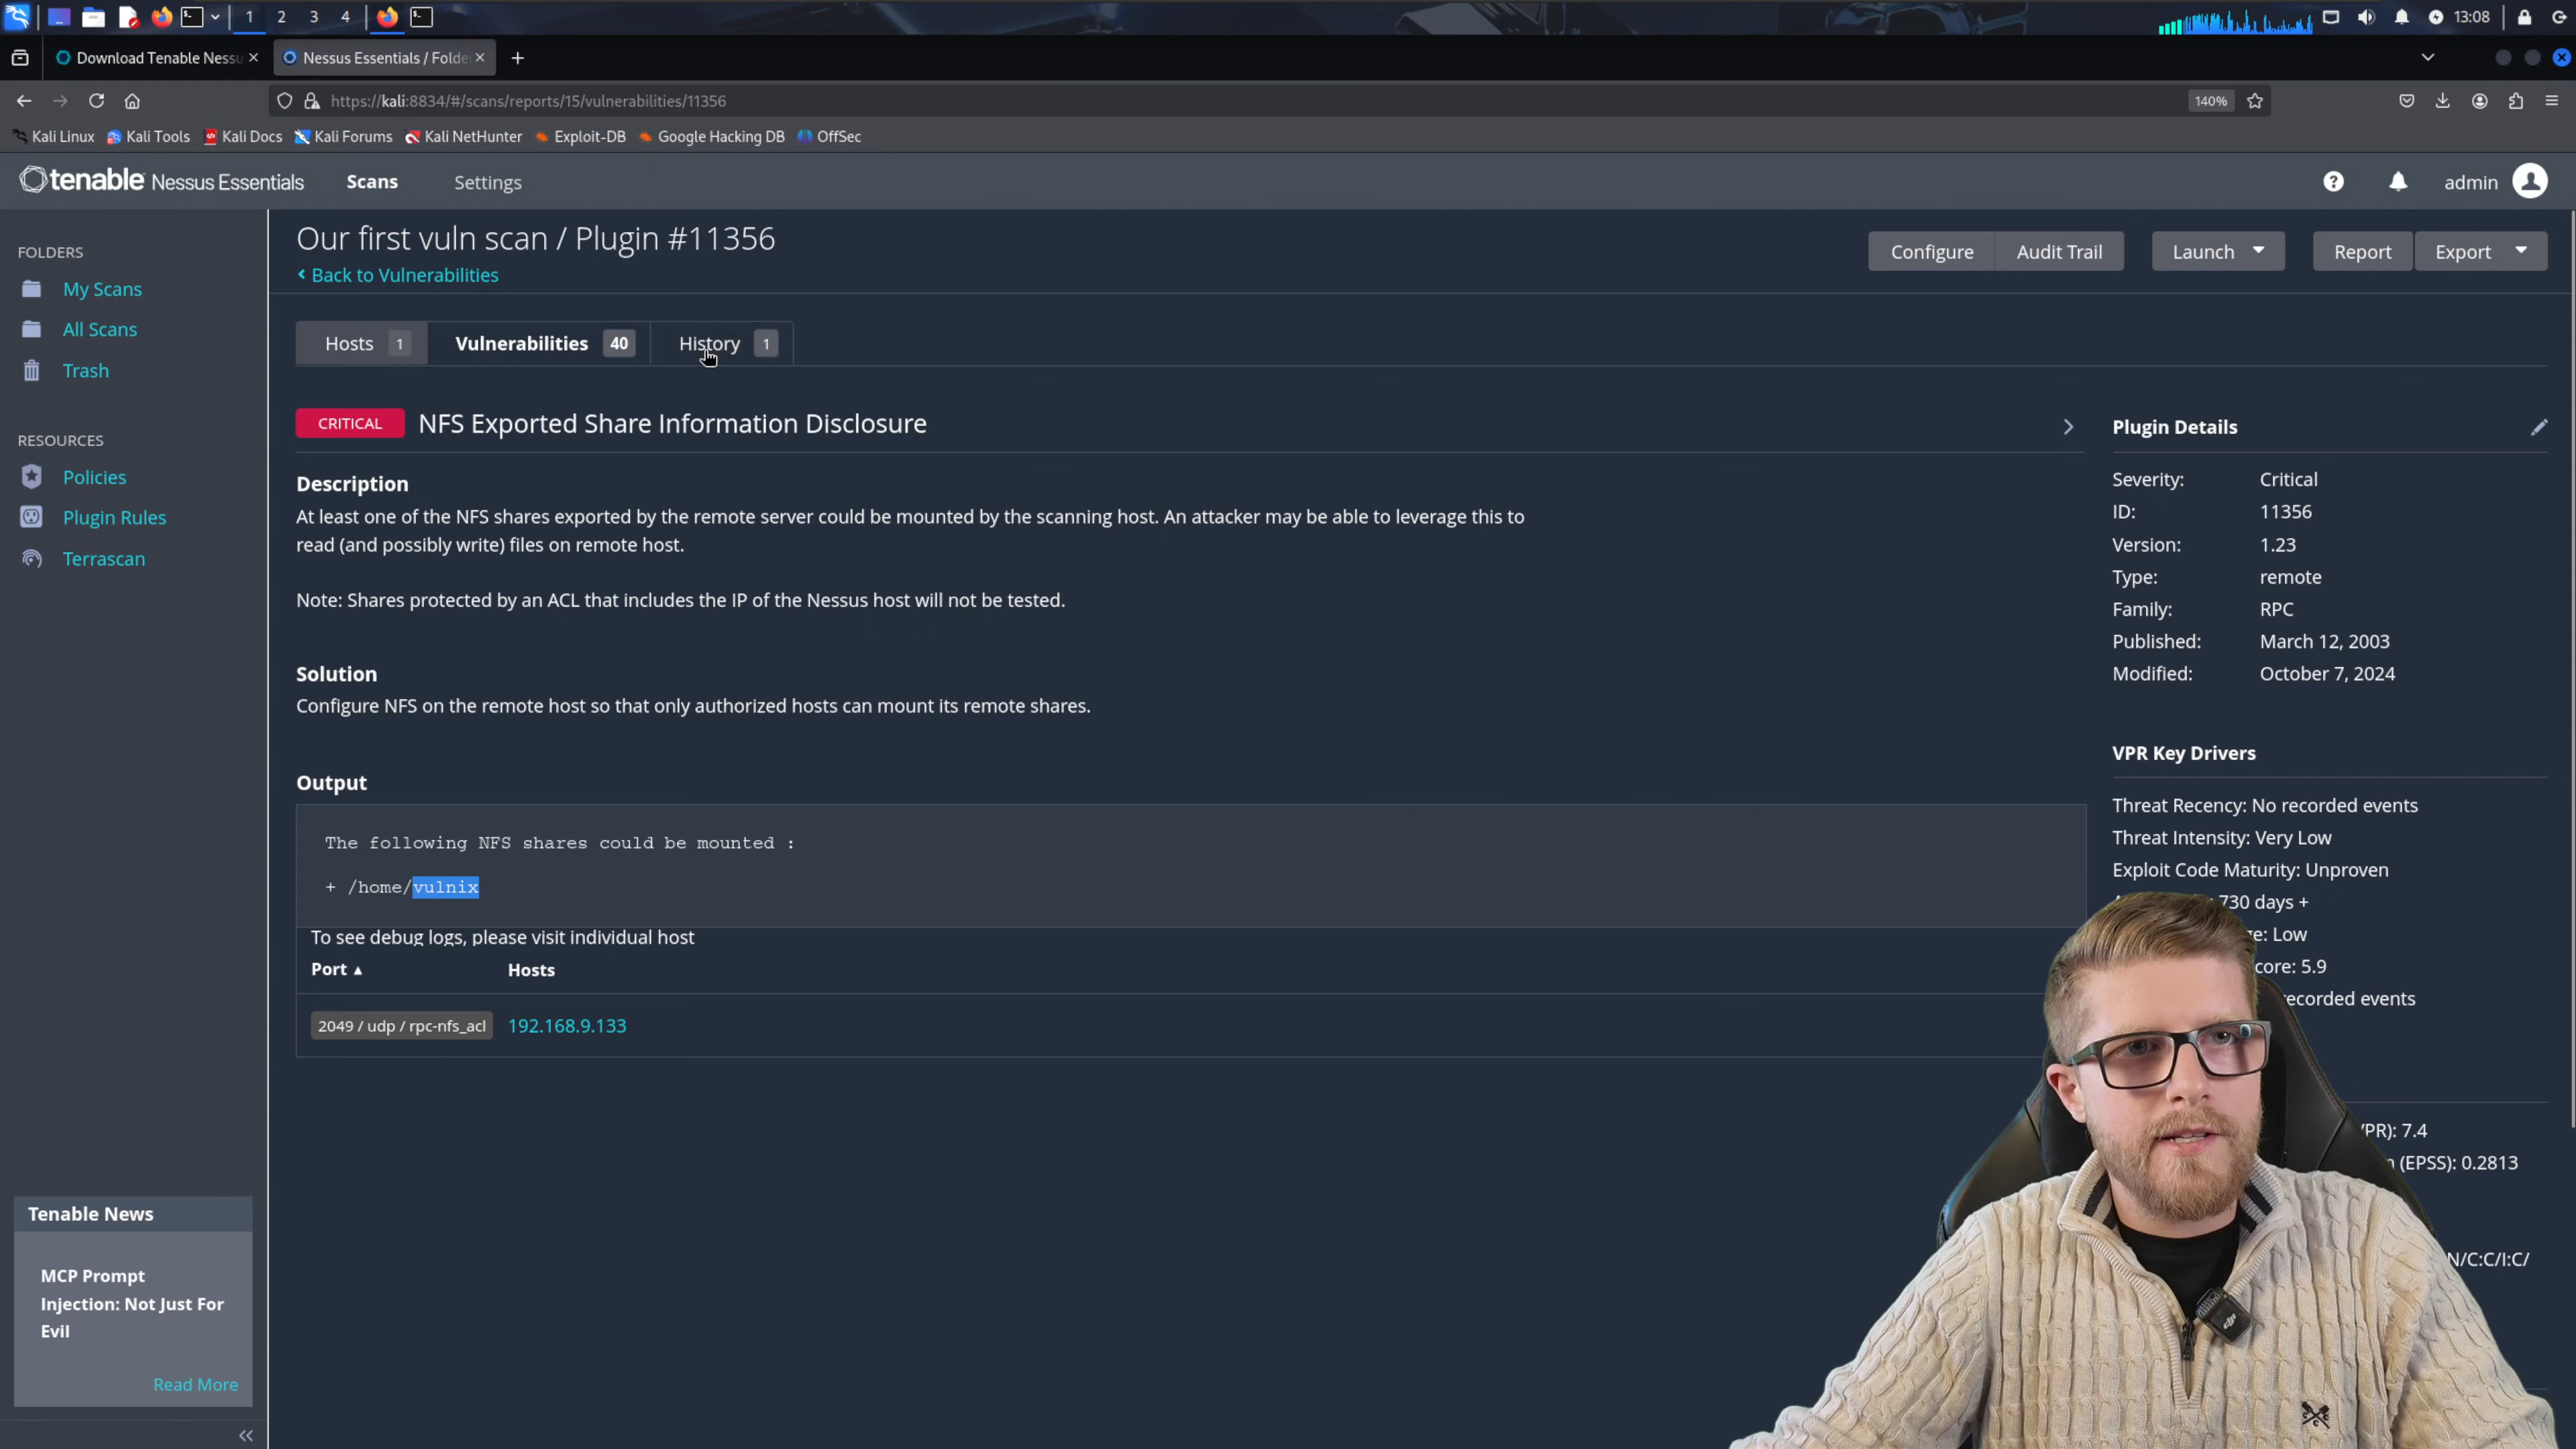 1 2 3 4 13:08
Download Tenable Nessu
Nessus Essentials / Folde
https://kali:8834/#/scans/reports/15/vulnerabilities/11356
140%
Kali Linux Kali Tools Kali Docs Kali Forums Kali NetHunter Exploit-DB Google Hacking DB OffSec
tenable Nessus Essentials Scans Settings admin
FOLDERS
My Scans
All Scans
Trash
RESOURCES
Policies
Plugin Rules
Terrascan
Tenable News
MCP Prompt
Injection: Not Just For
Evil
Read More
Our first vuln scan / Plugin #11356
Back to Vulnerabilities
Configure Audit Trail Launch Report Export
Hosts 1 Vulnerabilities 40 History 1
CRITICAL NFS Exported Share Information Disclosure
Description
At least one of the NFS shares exported by the remote server could be mounted by the scanning host. An attacker may be able to leverage this to
read (and possibly write) files on remote host.
Note: Shares protected by an ACL that includes the IP of the Nessus host will not be tested.
Solution
Configure NFS on the remote host so that only authorized hosts can mount its remote shares.
Output
The following NFS shares could be mounted :
+ /home/vulnix
To see debug logs, please visit individual host
Port Hosts
2049 / udp / rpc-nfs_acl 192.168.9.133
Plugin Details
Severity: Critical
ID: 11356
Version: 1.23
Type: remote
Family: RPC
Published: March 12, 2003
Modified: October 7, 2024
VPR Key Drivers
Threat Recency: No recorded events
Threat Intensity: Very Low
Exploit Code Maturity: Unproven
730 days +
e: Low
core: 5.9
recorded events
VPR): 7.4
n (EPSS): 0.2813
N/C:C/I:C/